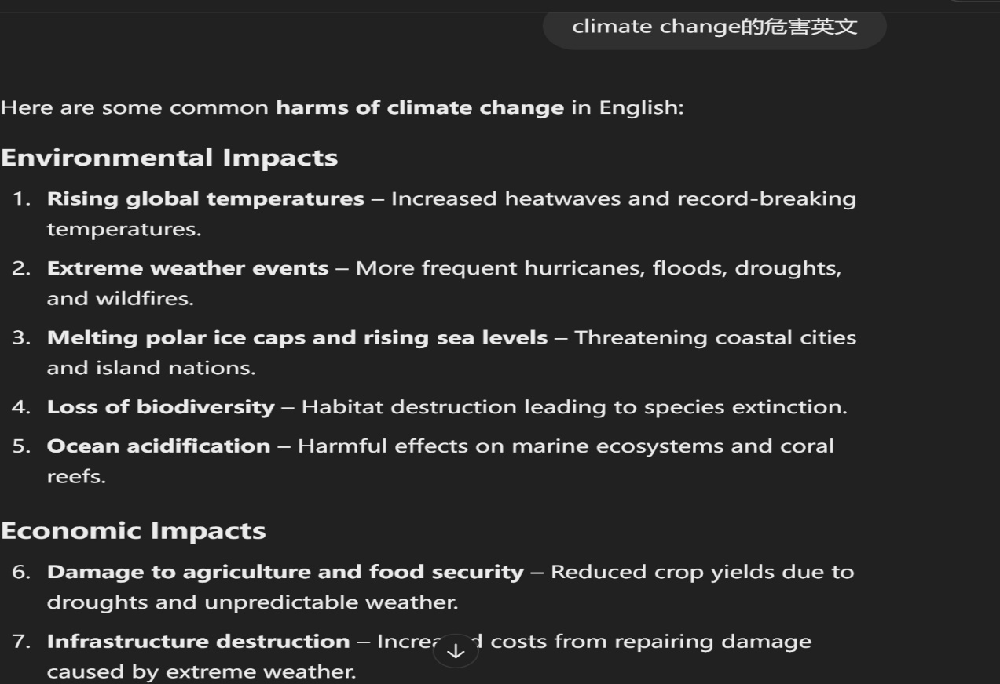 climate change的危害英文
Here are some common harms of climate change in English:
Environmental Impacts
1. Rising global temperatures – Increased heatwaves and record-breaking
temperatures.
2. Extreme weather events – More frequent hurricanes, floods, droughts,
and wildfires.
3. Melting polar ice caps and rising sea levels – Threatening coastal cities
and island nations.
4. Loss of biodiversity – Habitat destruction leading to species extinction.
5. Ocean acidification – Harmful effects on marine ecosystems and coral
reefs.
Economic Impacts
6. Damage to agriculture and food security – Reduced crop yields due to
droughts and unpredictable weather.
7. Infrastructure destruction – costs from repairing damage
caused by extreme weather.